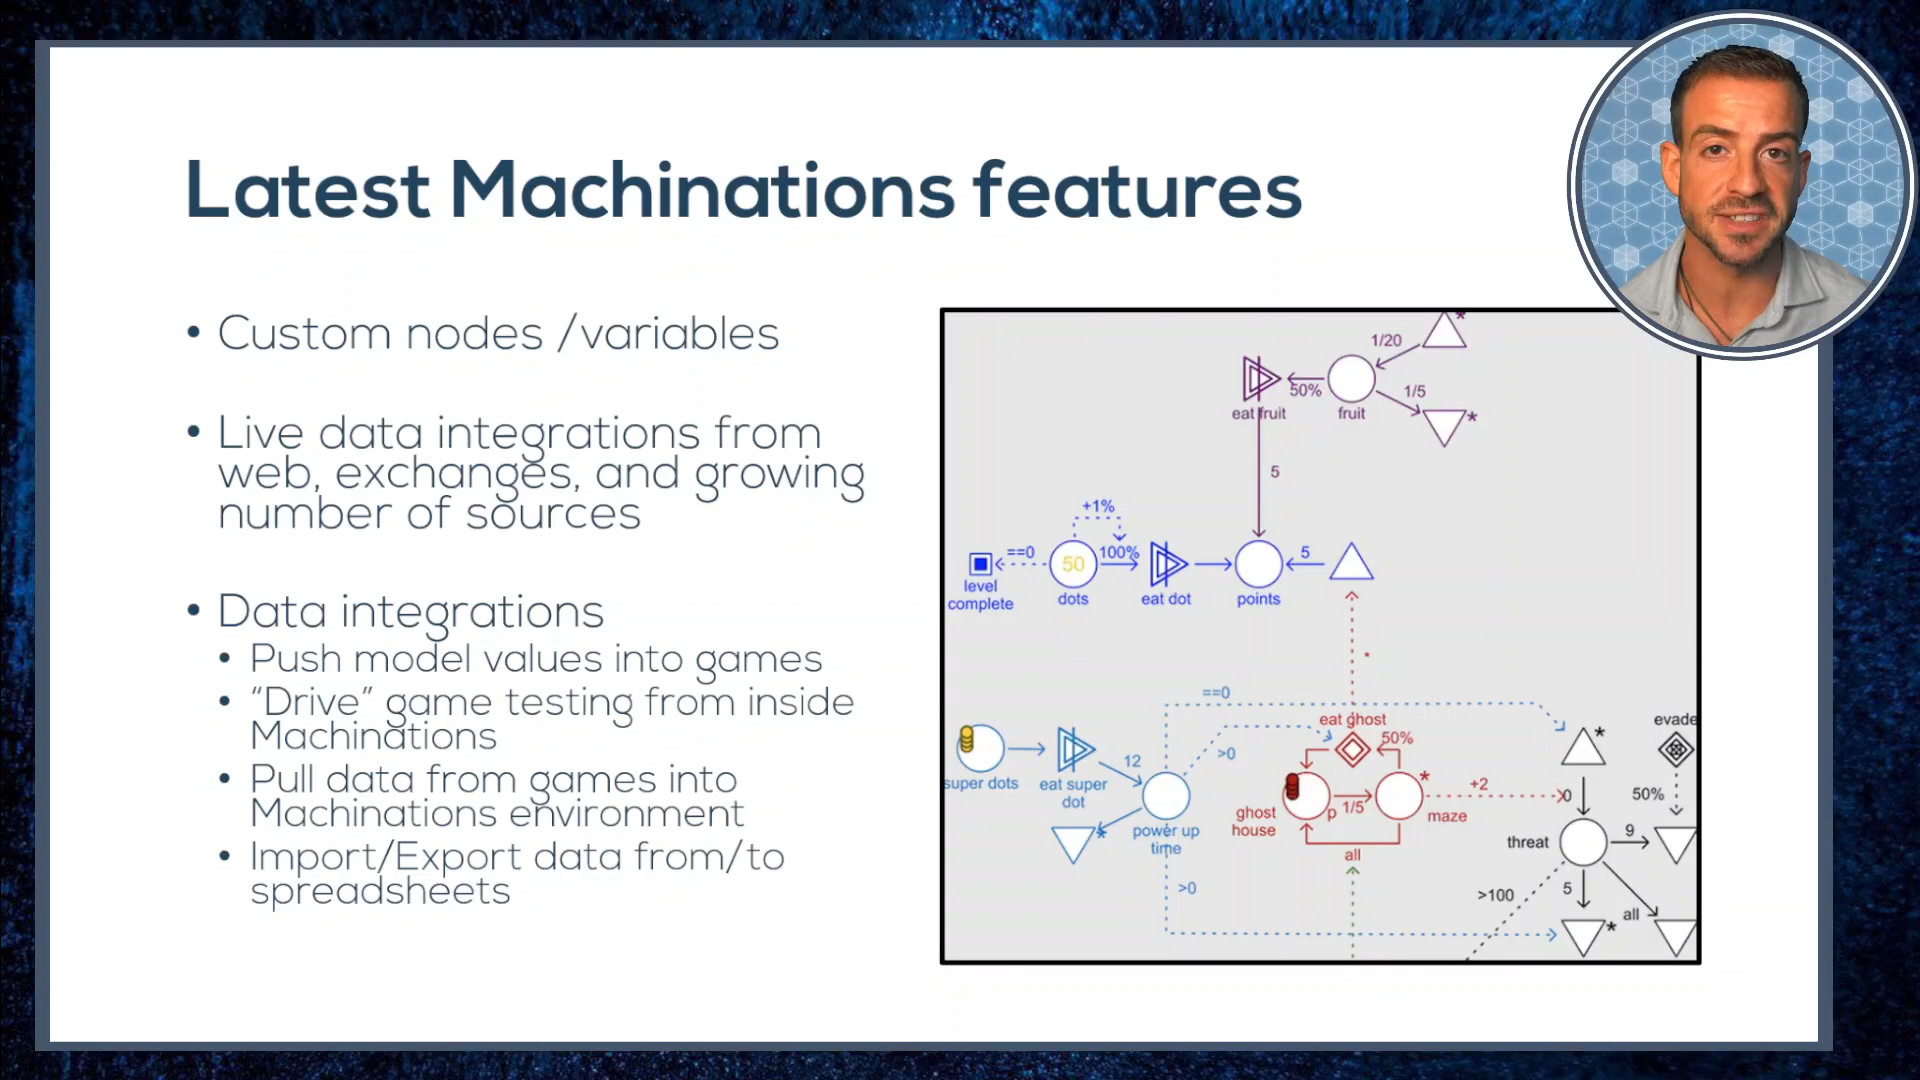 Latest Machinations features
• Custom nodes /variables
• Live data integrations from
web, exchanges, and growing
number of sources
• Data integrations
• Push model values into games
• “Drive” game testing from inside
Machinations
• Pull data from games into
Machinations environment
• Import/Export data from/to
spreadsheets
1/20
*
50%
1/5
eat fruit
fruit
*
5
+1%
==0
50
100%
5
level
complete
dots
eat dot
points
*
==0
eat ghost
evade
>0
50%
*
super dots
eat super
dot
12
*
+2
0
50%
ghost
house
p
1/5
maze
*
power up
time
threat
9
all
>0
>100
5
all
*